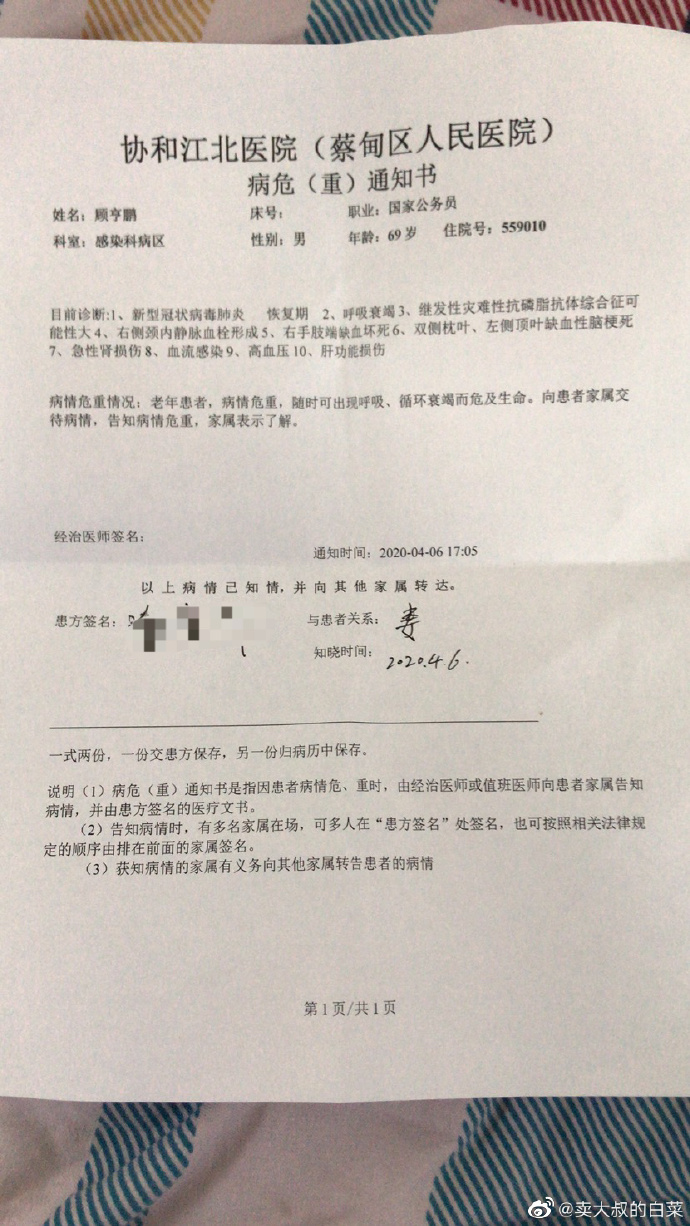 协和江北医院（蔡甸区人民医院）
病危（重）通知书
姓名：顾亨鹏 床号： 职业：国家公务员
科室：感染科病区 性别：男 年龄：69岁 住院号：559010
目前诊断:1、新型冠状病毒肺炎 恢复期 2、呼吸衰竭3、继发性灾难性抗磷脂抗体综合征可
能性大4、右侧颈内静脉血栓形成5、右手肢端缺血坏死6、双侧枕叶、左侧顶叶缺血性脑梗死
7、急性肾损伤8、血流感染9、高血压10、肝功能损伤
病情危重情况：老年患者，病情危重，随时可出现呼吸、循环衰竭而危及生命。向患者家属交
待病情，告知病情危重，家属表示了解。
经治医师签名：
通知时间：2020-04-06 17:05
以上病情已知情,并向其他家属转达。
患方签名： 与患者关系：妻
知晓时间：2020.4.6.
一式两份，一份交患方保存，另一份归病历中保存。
说明（1）病危（重）通知书是指因患者病情危、重时，由经治医师或值班医师向患者家属告知
病情，并由患方签名的医疗文书。
（2）告知病情时，有多名家属在场，可多人在“患方签名”处签名，也可按照相关法律规
定的顺序由排在前面的家属签名。
（3）获知病情的家属有义务向其他家属转告患者的病情
第1页/共1页
@卖大叔的白菜